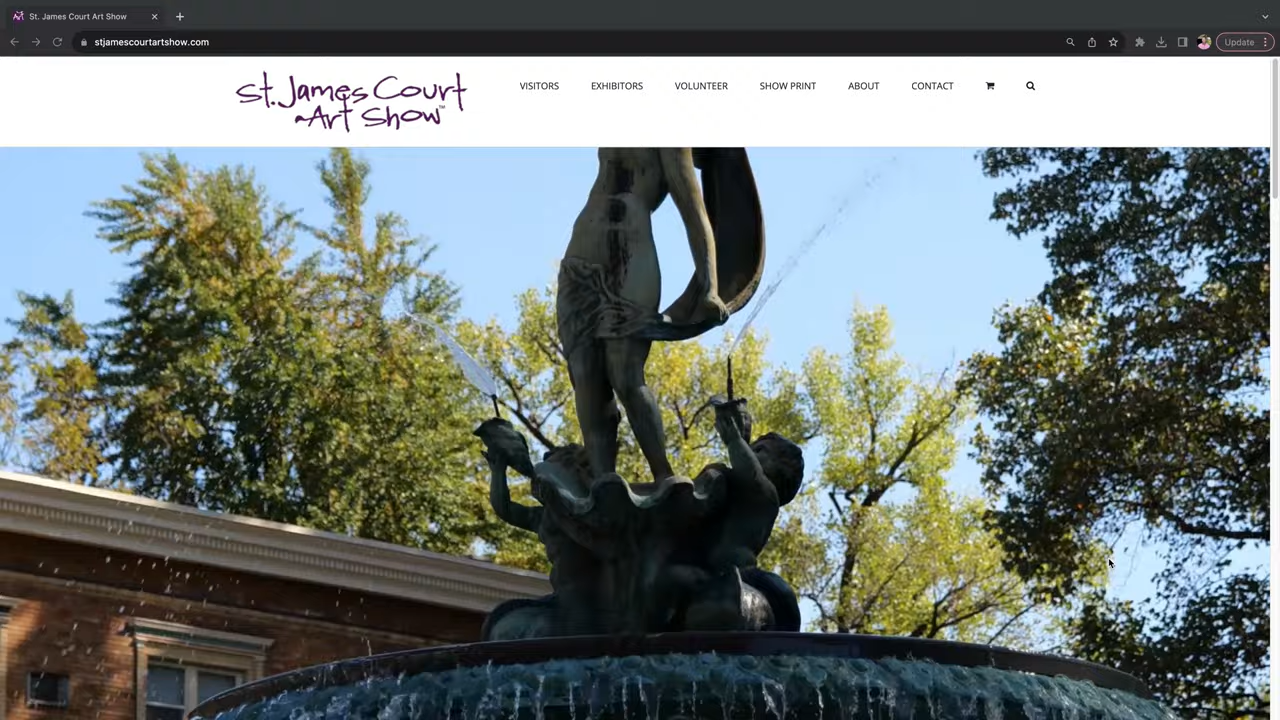 St. James Court Art Show
stjamescourtartshow.com
Update
St. James Court
Art Show™
VISITORS
EXHIBITORS
VOLUNTEER
SHOW PRINT
ABOUT
CONTACT